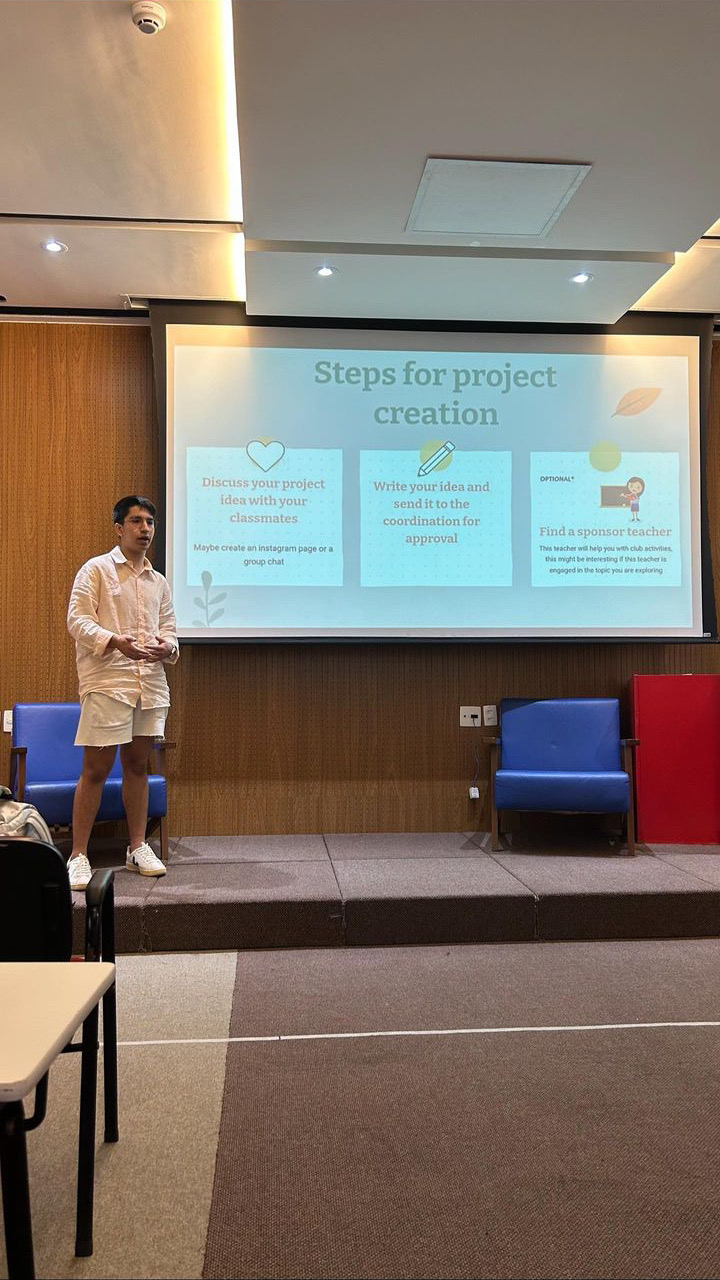 Steps for project
creation
Discuss your project
idea with your
classmates
Maybe create an instagram page or a
group chat
Write your idea and
send it to the
coordination for
approval
OPTIONAL*
Find a sponsor teacher
This teacher will help you with club activities,
this might be interesting if this teacher is
engaged in the topic you are exploring